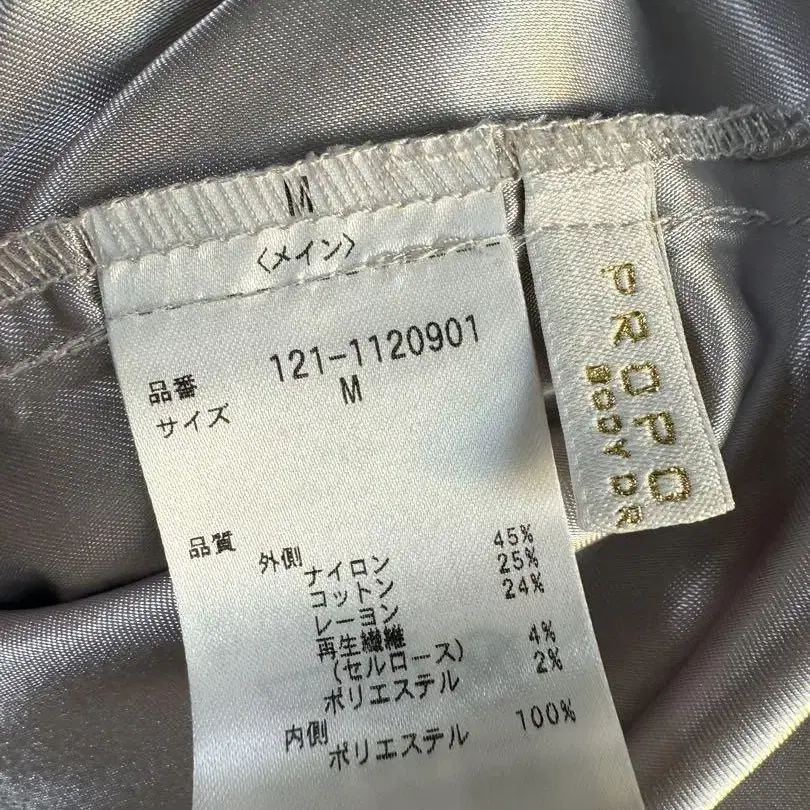 M
〈メイン〉
品番 121-1120901
サイズ M
品質 外側
ナイロン 45%
コットン 25%
レーヨン 24%
再生繊維
(セルロース) 4%
ポリエステル 2%
内側
ポリエステル 100%
PROPO
BODY DR